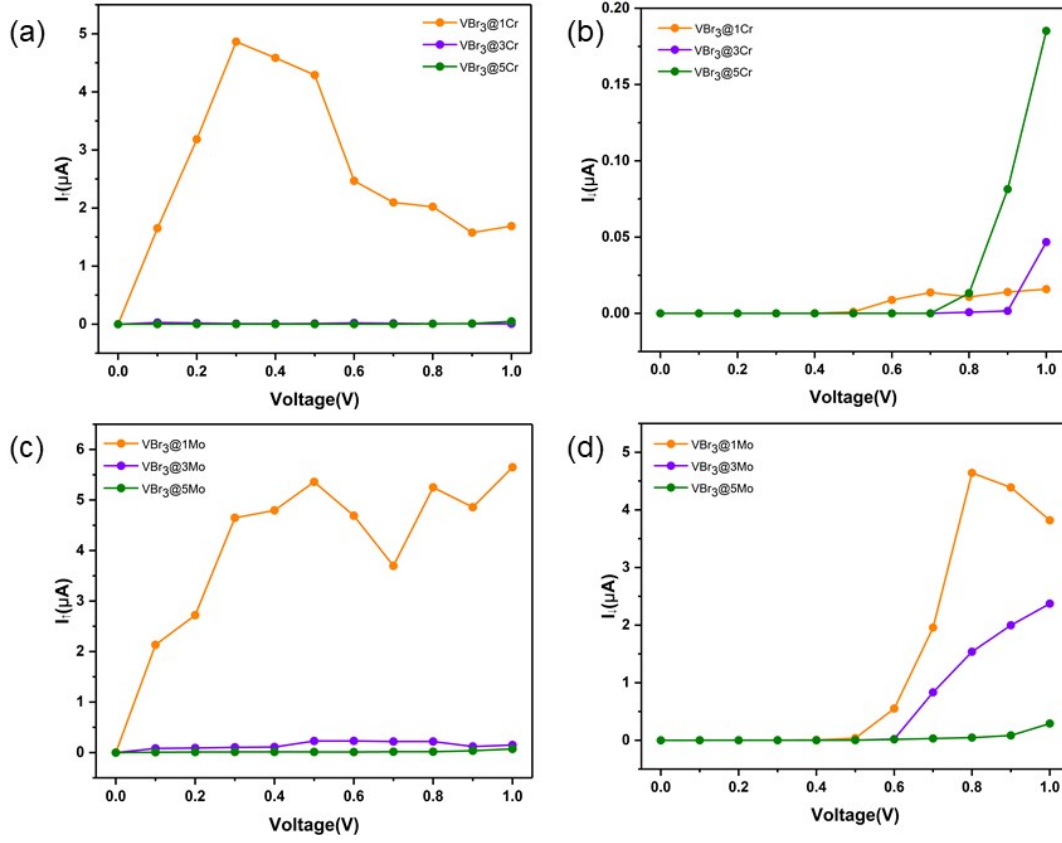 (a)
VBr₃@1Cr
VBr₃@3Cr
VBr₃@5Cr
I↑(μA)
5
4
3
2
1
0
0.0 0.2 0.4 0.6 0.8 1.0
Voltage(V)
(b)
VBr₃@1Cr
VBr₃@3Cr
VBr₃@5Cr
I↓(μA)
0.20
0.15
0.10
0.05
0.00
0.0 0.2 0.4 0.6 0.8 1.0
Voltage(V)
(c)
VBr₃@1Mo
VBr₃@3Mo
VBr₃@5Mo
I↑(μA)
6
5
4
3
2
1
0
0.0 0.2 0.4 0.6 0.8 1.0
Voltage(V)
(d)
VBr₃@1Mo
VBr₃@3Mo
VBr₃@5Mo
I↓(μA)
5
4
3
2
1
0
0.0 0.2 0.4 0.6 0.8 1.0
Voltage(V)